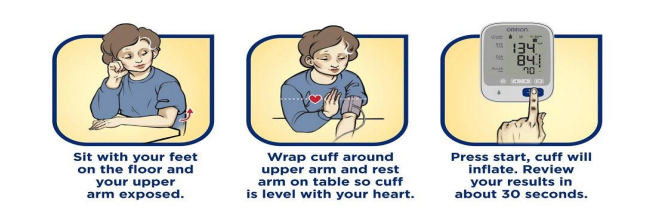 OMRON
134
84
70
Sit with your feet
on the floor and
your upper
arm exposed.
Wrap cuff around
upper arm and rest
arm on table so cuff
is level with your heart.
Press start, cuff will
inflate. Review
your results in
about 30 seconds.